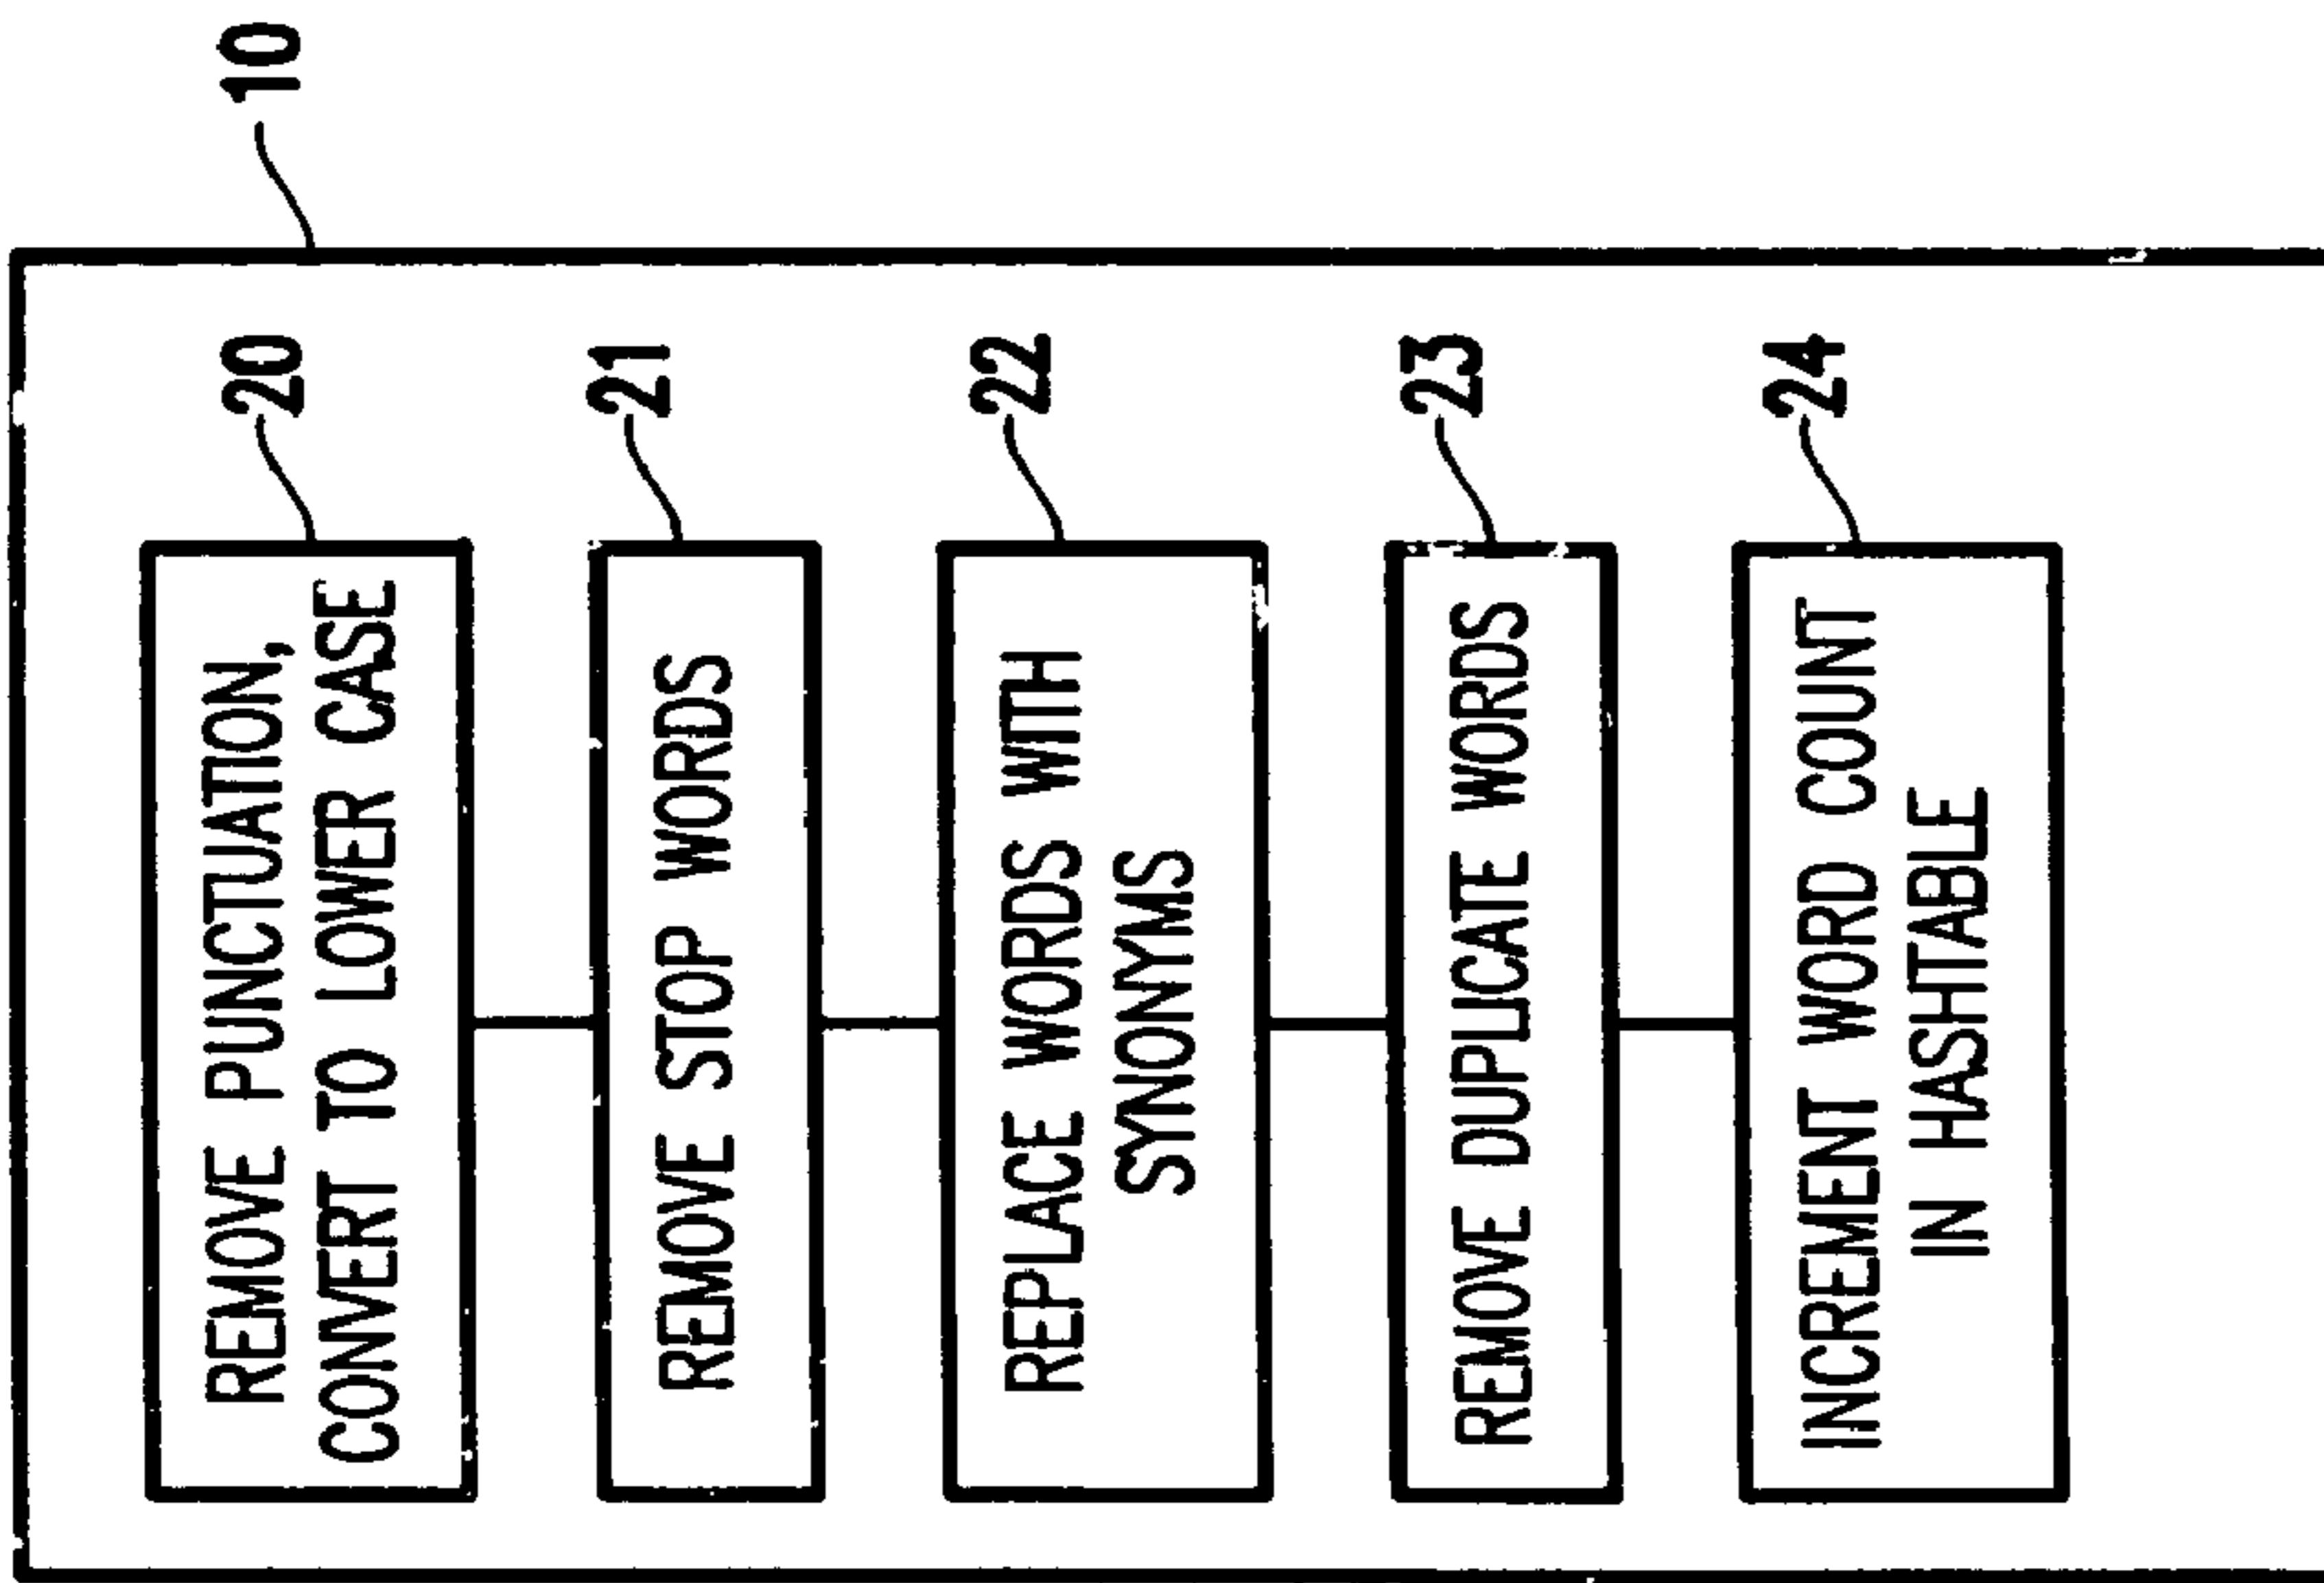 10
20
REMOVE PUNCTUATION,
CONVERT TO LOWER CASE
21
REMOVE STOP WORDS
22
REPLACE WORDS WITH
SYNONYMS
23
REMOVE DUPLICATE WORDS
24
INCREMENT WORD COUNT
IN HASHTABLE